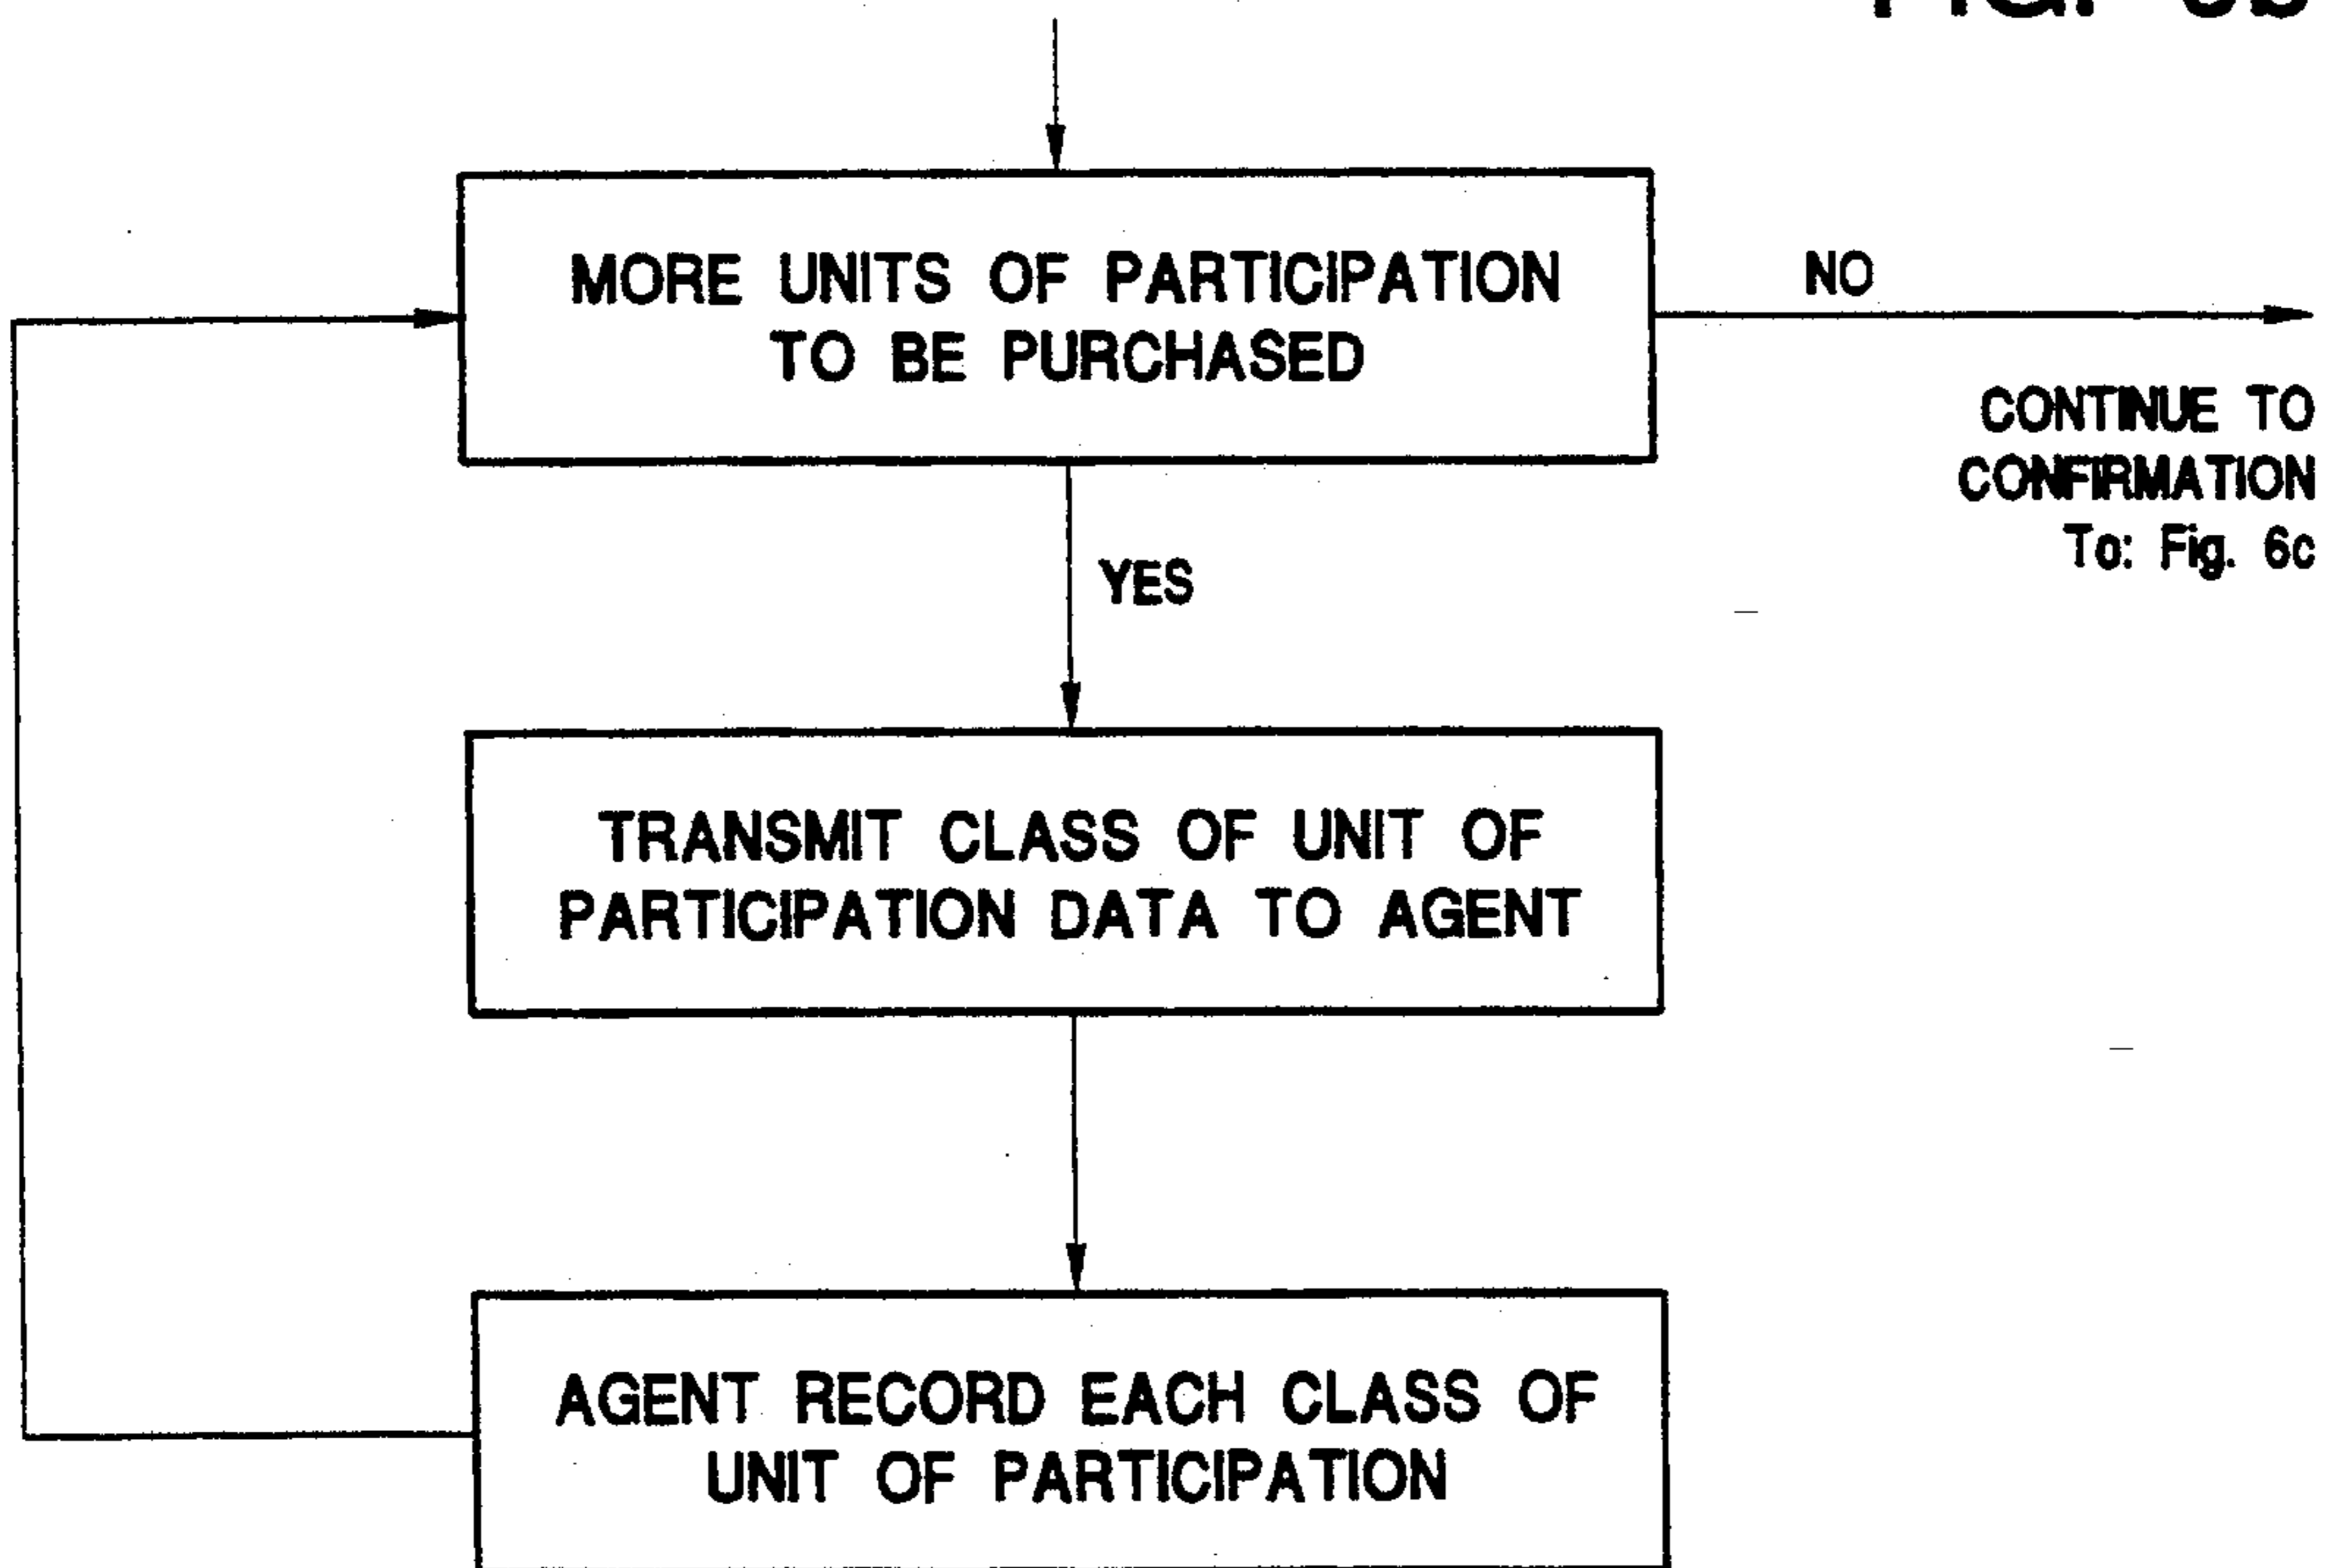 MORE UNITS OF PARTICIPATION
TO BE PURCHASED
NO
CONTINUE TO
CONFIRMATION
To: Fig. 6c
YES
TRANSMIT CLASS OF UNIT OF
PARTICIPATION DATA TO AGENT
AGENT RECORD EACH CLASS OF
UNIT OF PARTICIPATION